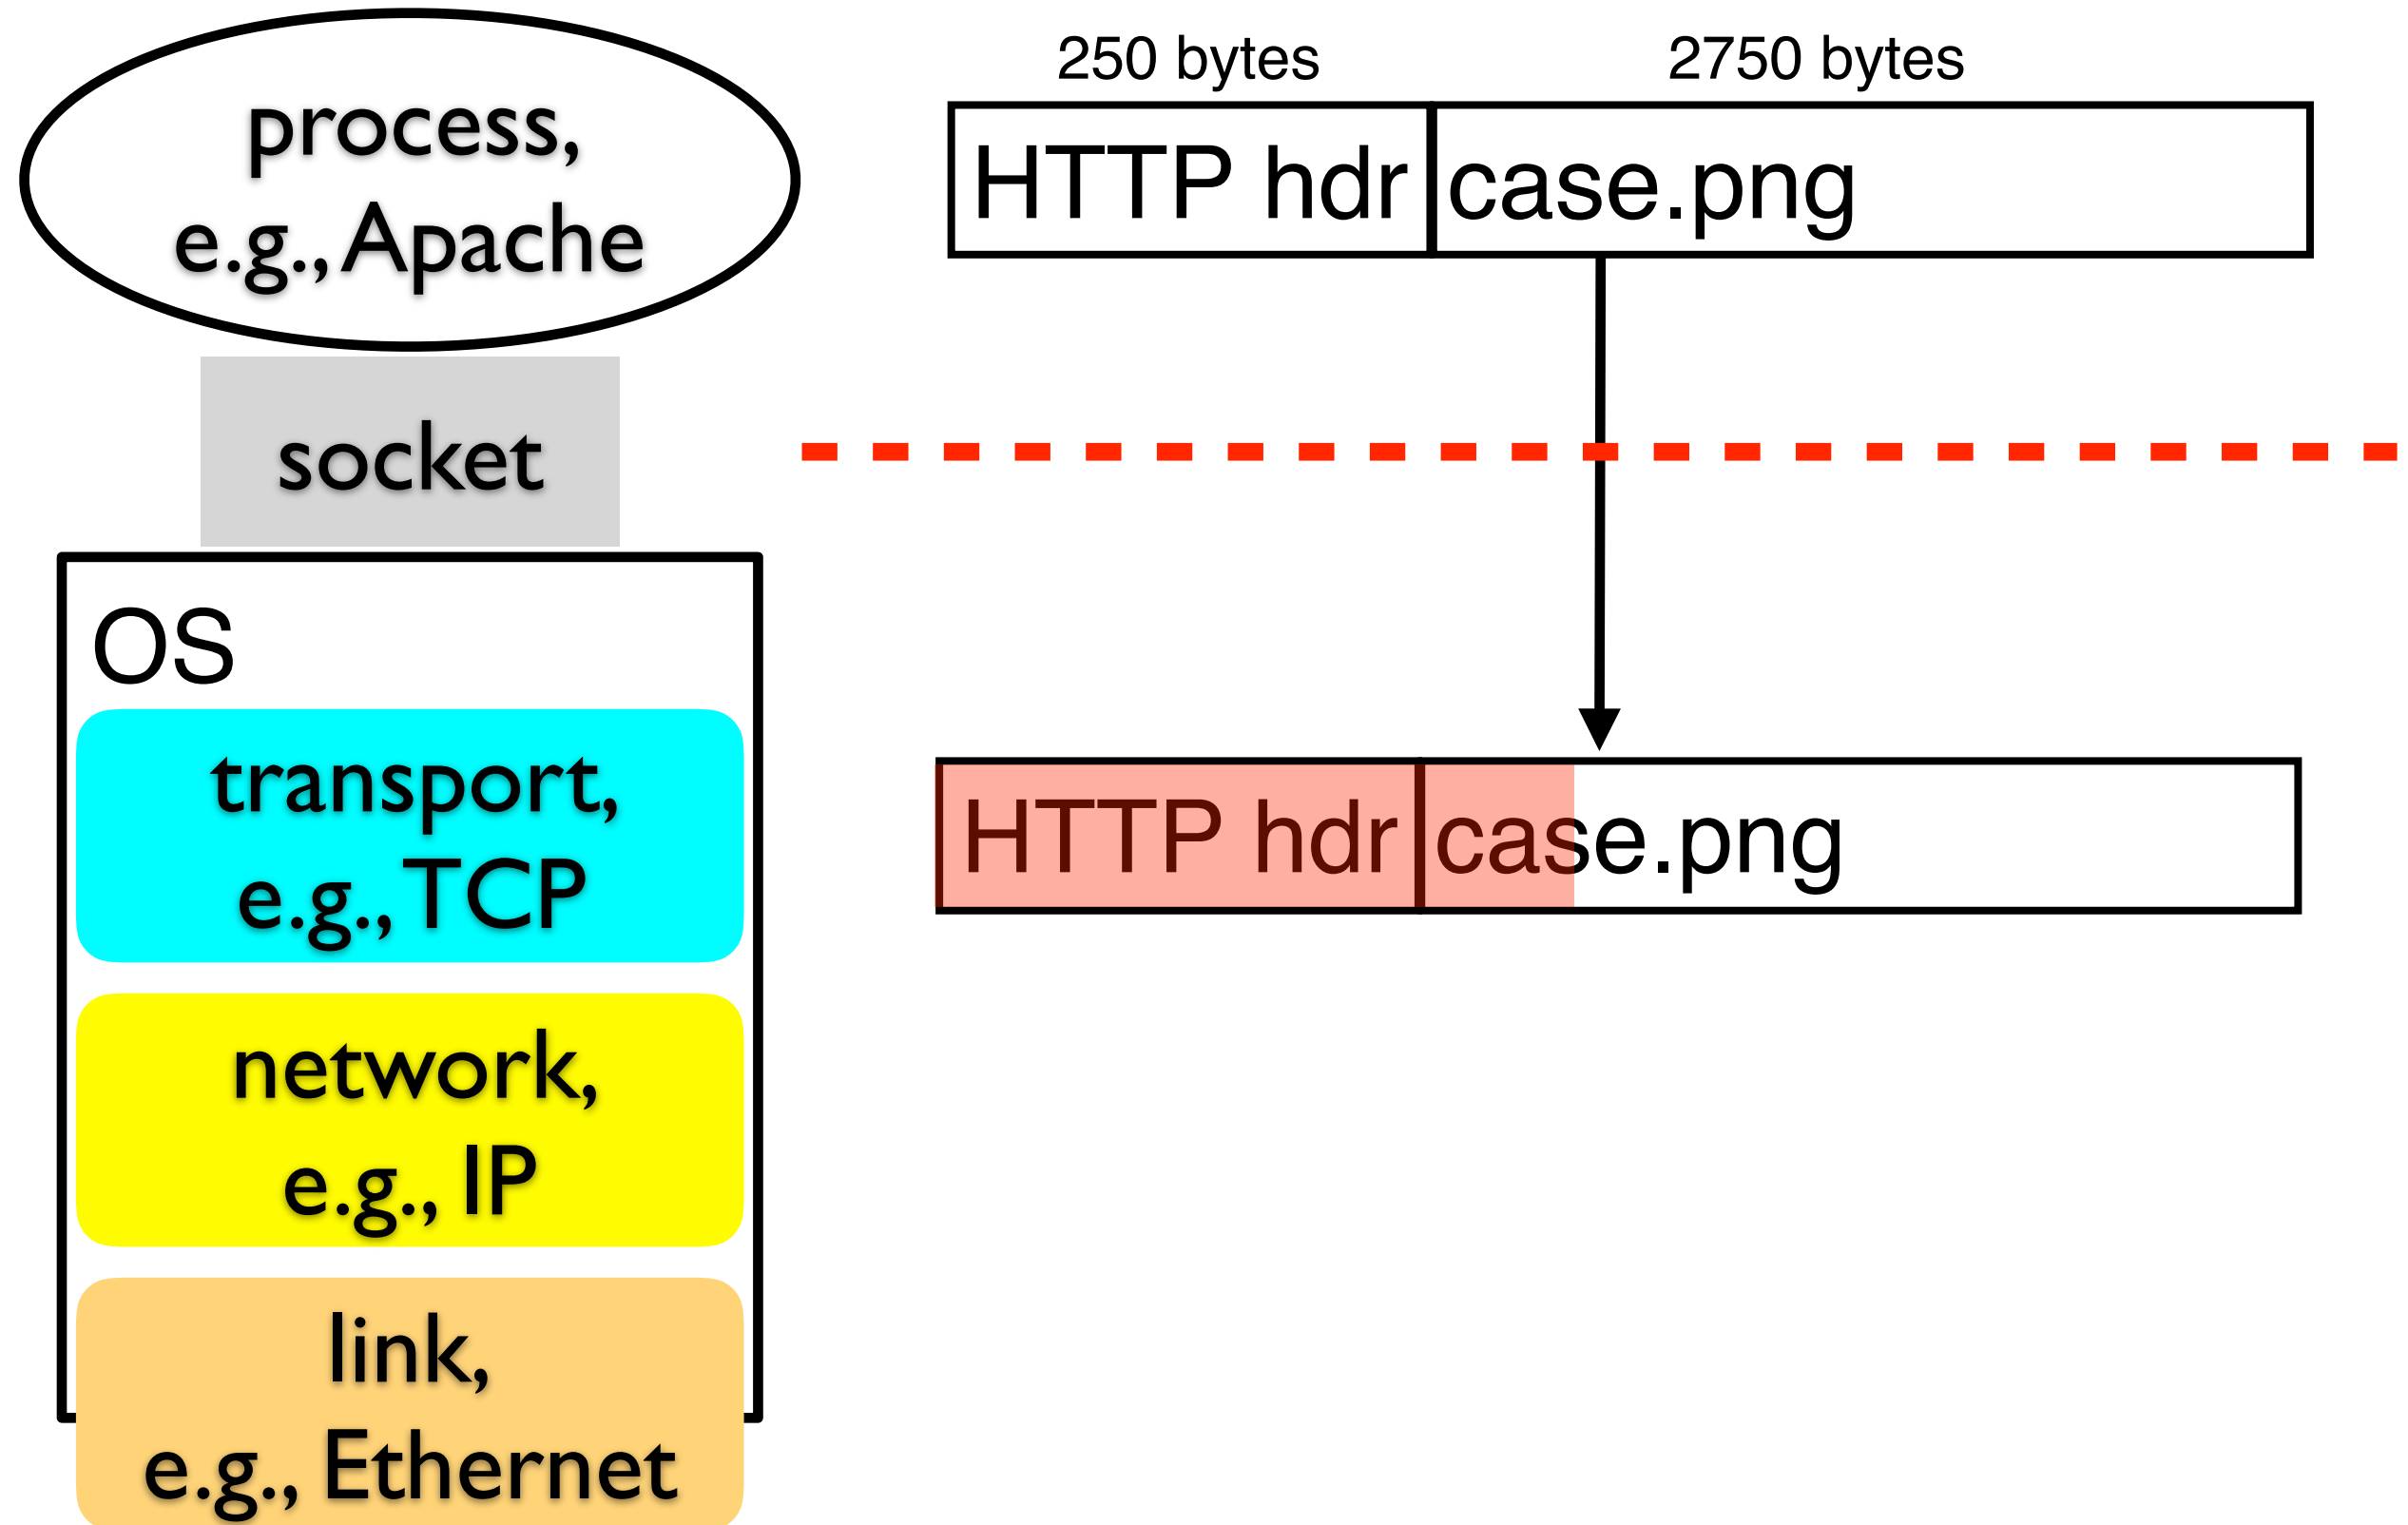 process,
e.g., Apache
socket
OS
transport,
e.g., TCP
network,
e.g., IP
link,
e.g., Ethernet
250 bytes
2750 bytes
HTTP hdr
case.png
HTTP hdr
case.png